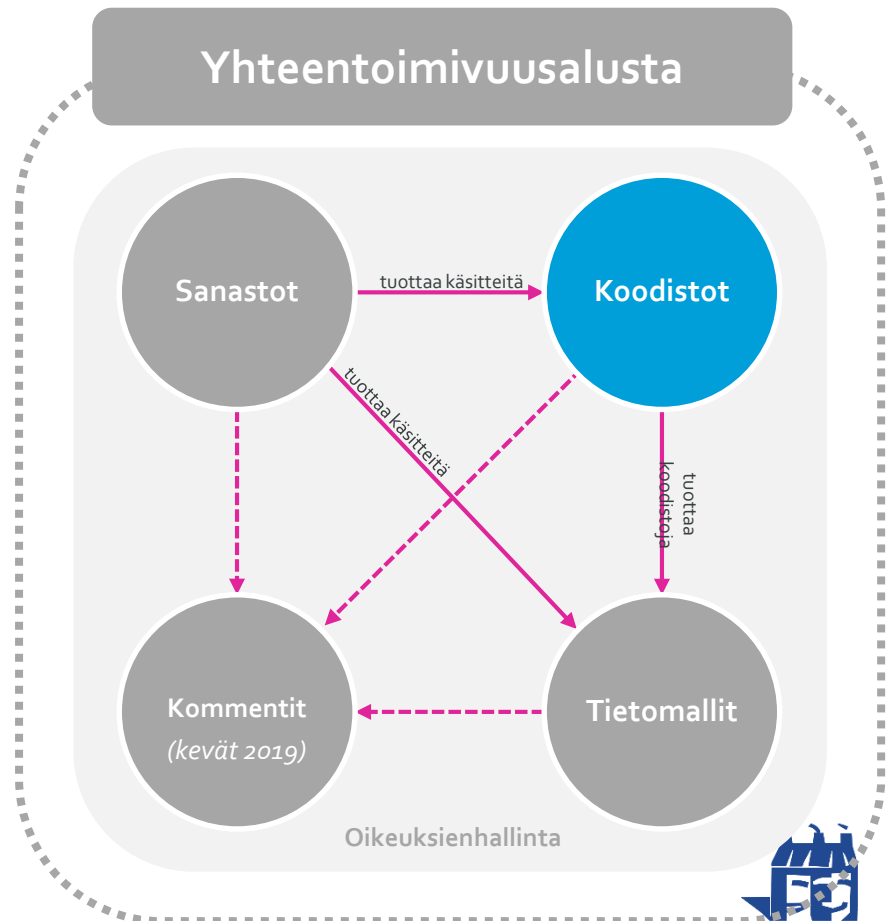 Yhteentoimivuusalusta
Sanastot
tuottaa käsitteitä
Koodistot
tuottaa käsitteitä
tuottaa
koodistoja
Kommentit
(kevät 2019)
Tietomallit
Oikeuksienhallinta